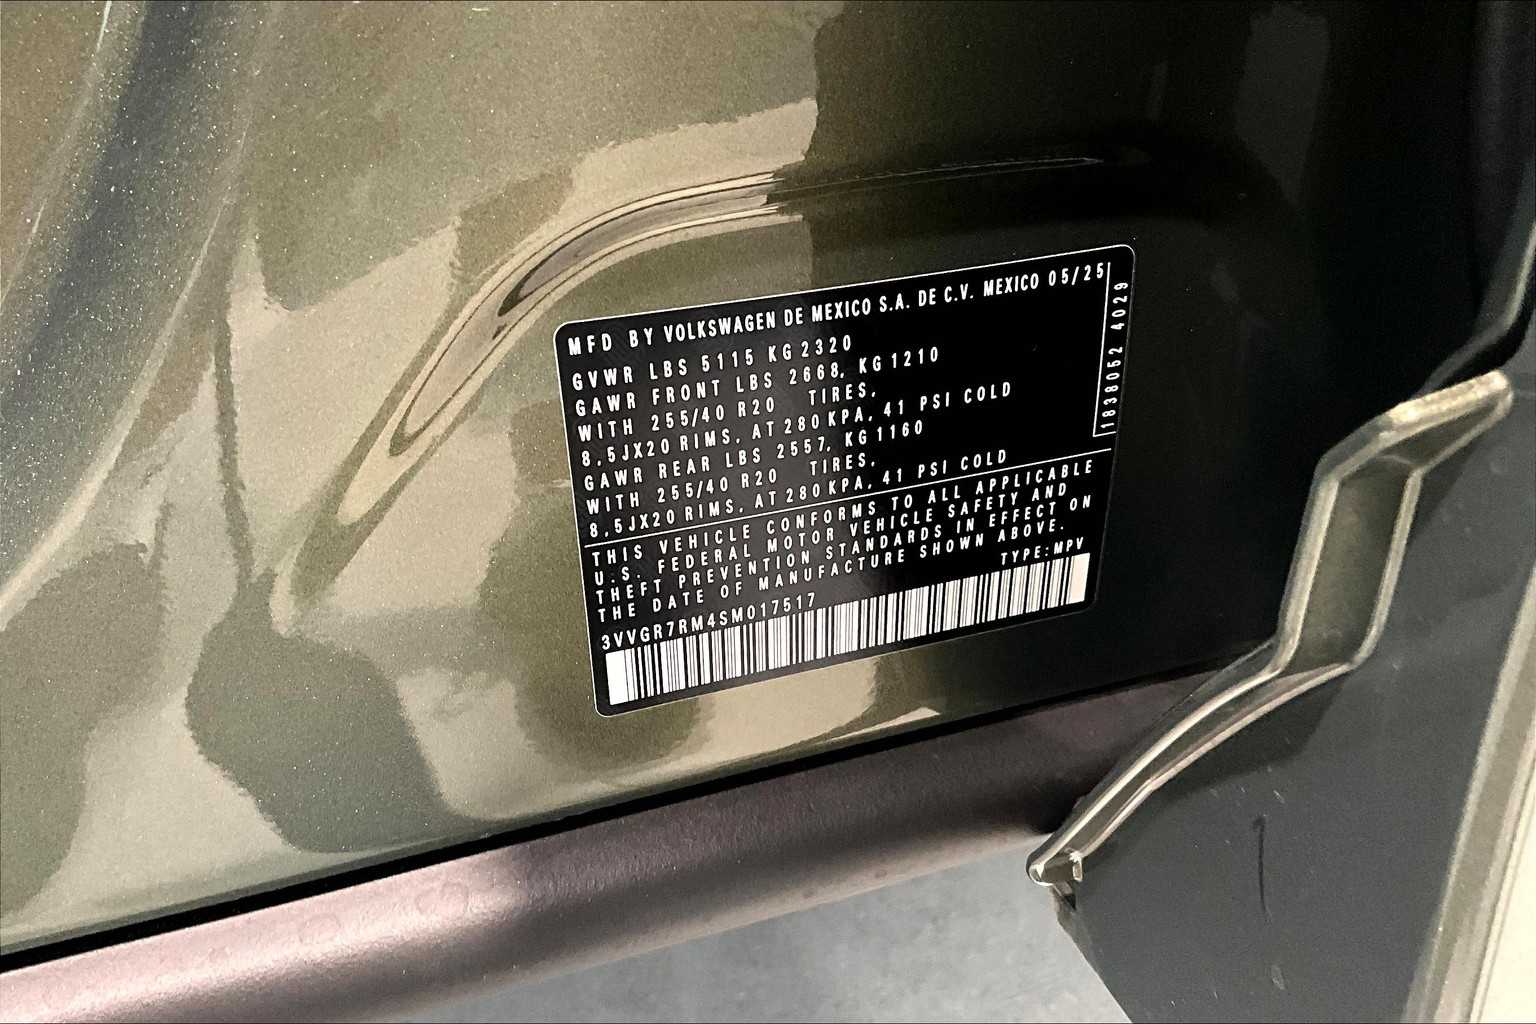 MFD BY VOLKSWAGEN DE MEXICO S.A. DE C.V. MEXICO 05/25
GVWR LBS 5115 KG 2320
GAWR FRONT LBS 2668, KG 1210
WITH 255/40 R20 TIRES,
8,5JX20 RIMS, AT 280 KPA, 41 PSI COLD
GAWR REAR LBS 2557, KG 1160
WITH 255/40 R20 TIRES,
8,5JX20 RIMS, AT 280 KPA, 41 PSI COLD
THIS VEHICLE CONFORMS TO ALL APPLICABLE
U.S. FEDERAL MOTOR VEHICLE SAFETY AND
THEFT PREVENTION STANDARDS IN EFFECT ON
THE DATE OF MANUFACTURE SHOWN ABOVE.
TYPE:MPV
3VVGR7RM4SM017517
1838052 4029